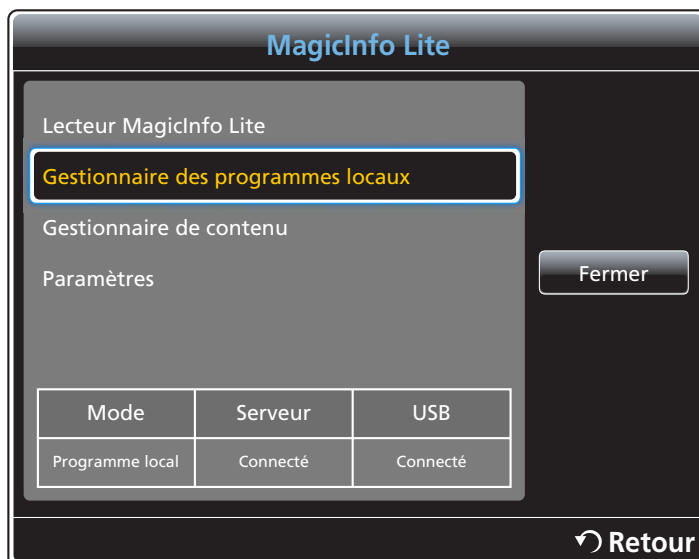 MagicInfo Lite
Lecteur MagicInfo Lite
Gestionnaire des programmes locaux
Gestionnaire de contenu
Paramètres
Fermer
Mode Serveur USB
Programme local Connecté Connecté
Retour